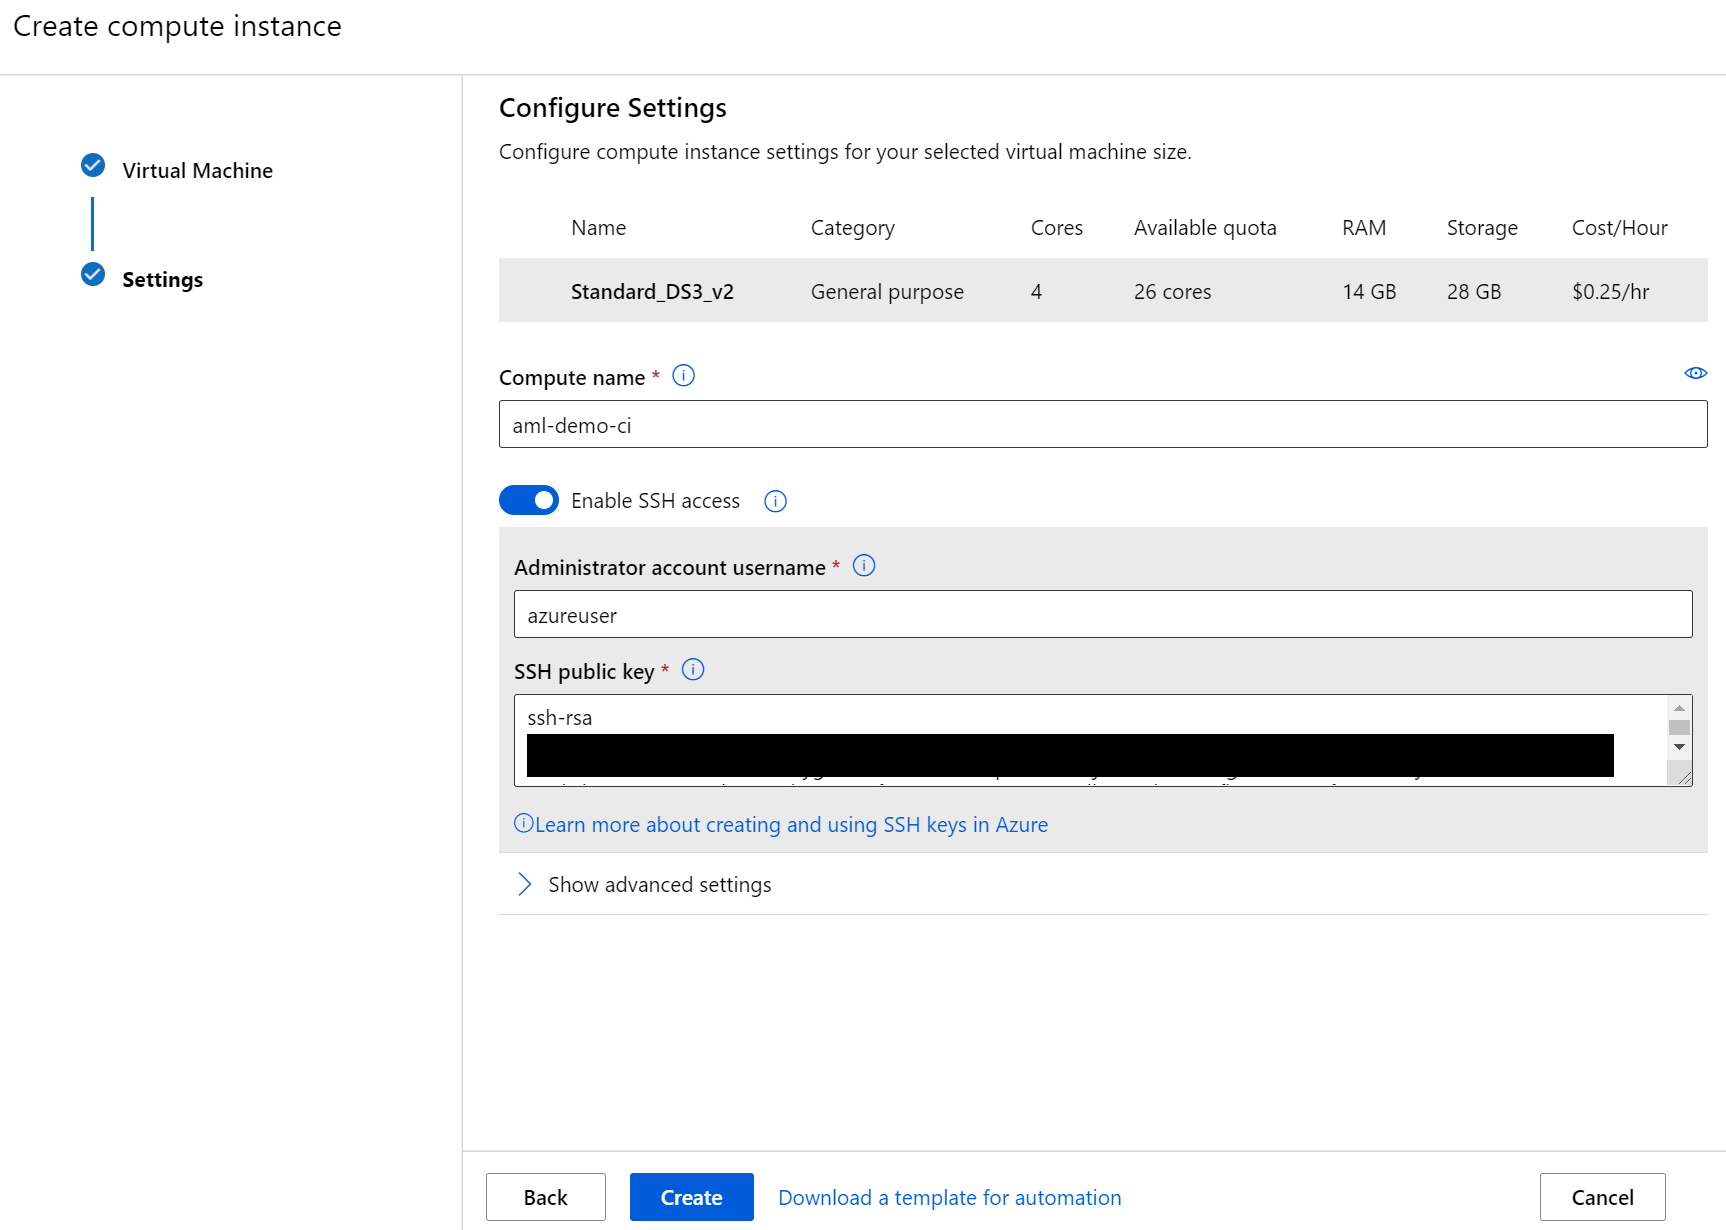 Create compute instance
Virtual Machine
Settings
Configure Settings
Configure compute instance settings for your selected virtual machine size.
Name Category Cores Available quota RAM Storage Cost/Hour
Standard_DS3_v2 General purpose 4 26 cores 14 GB 28 GB $0.25/hr
Compute name *
aml-demo-ci
Enable SSH access
Administrator account username *
azureuser
SSH public key *
ssh-rsa
Learn more about creating and using SSH keys in Azure
Show advanced settings
Back Create Download a template for automation Cancel